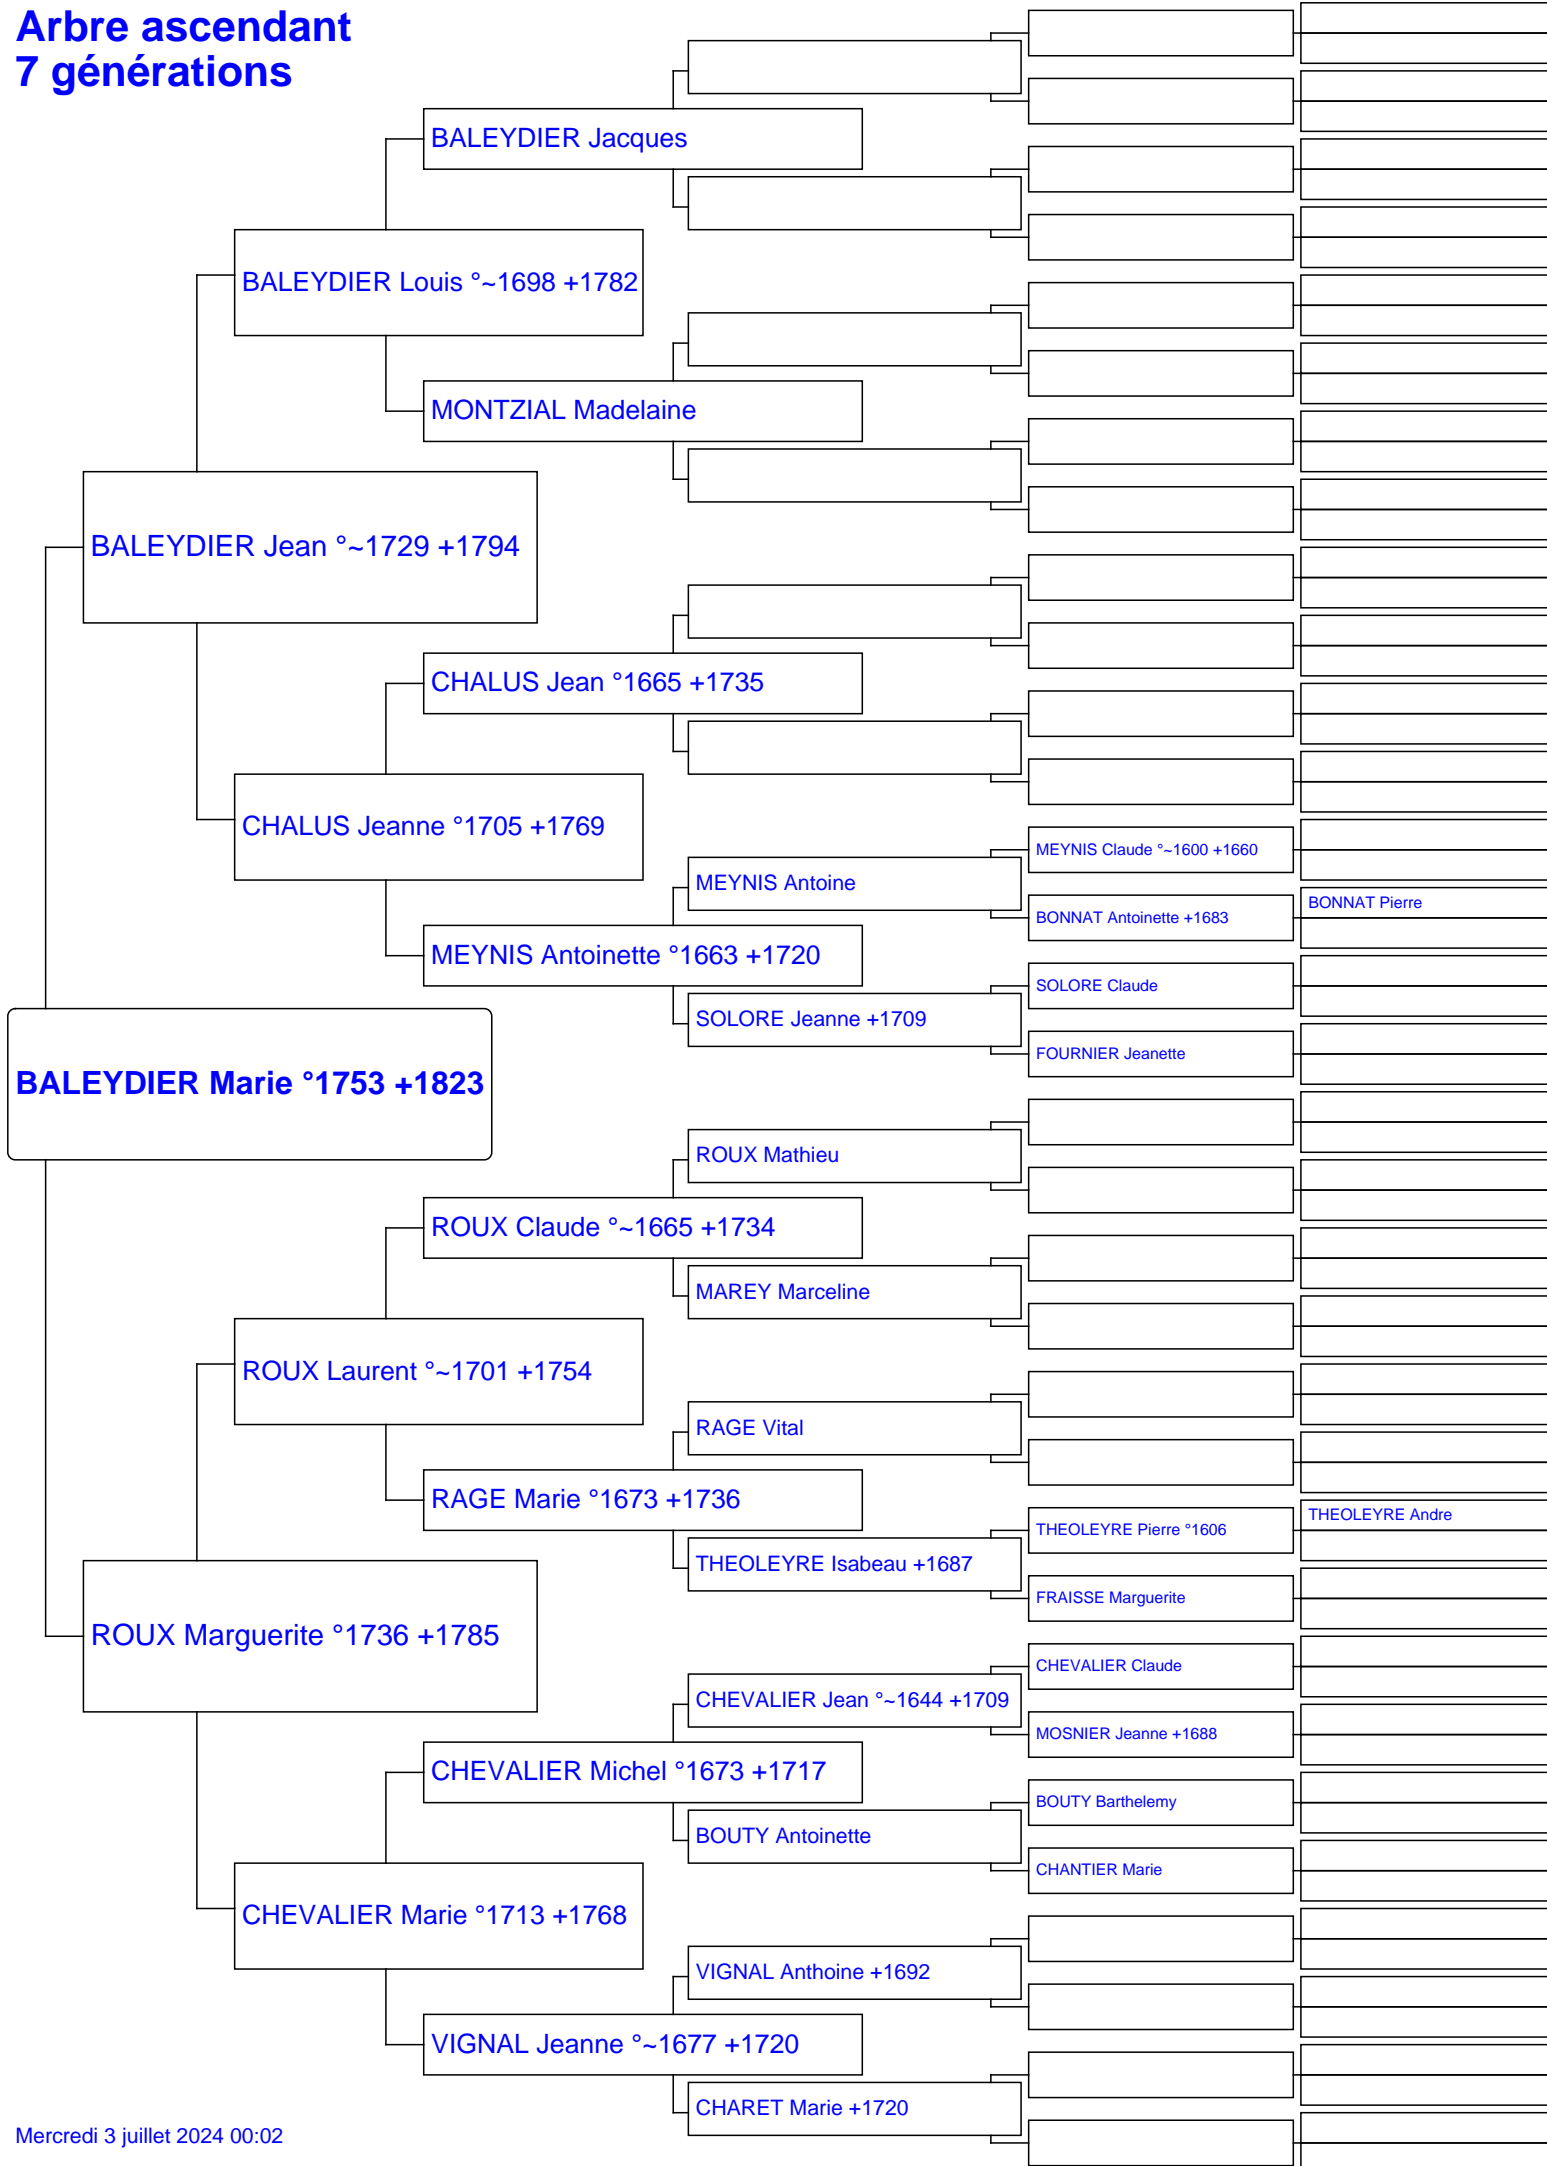 Arbre ascendant
7 générations
BALEYDIER Jacques
BALEYDIER Louis °~1698 +1782
MONTZIAL Madelaine
BALEYDIER Jean °~1729 +1794
CHALUS Jean °1665 +1735
CHALUS Jeanne °1705 +1769
MEYNIS Claude °~1600 +1660
MEYNIS Antoine
BONNAT Pierre
BONNAT Antoinette +1683
MEYNIS Antoinette °1663 +1720
SOLORE Claude
SOLORE Jeanne +1709
FOURNIER Jeanette
BALEYDIER Marie °1753 +1823
ROUX Mathieu
ROUX Claude °~1665 +1734
MAREY Marceline
ROUX Laurent °~1701 +1754
RAGE Vital
RAGE Marie °1673 +1736
THEOLEYRE Andre
THEOLEYRE Pierre °1606
THEOLEYRE Isabeau +1687
FRAISSE Marguerite
ROUX Marguerite °1736 +1785
CHEVALIER Claude
CHEVALIER Jean °~1644 +1709
MOSNIER Jeanne +1688
CHEVALIER Michel °1673 +1717
BOUTY Barthelemy
BOUTY Antoinette
CHANTIER Marie
CHEVALIER Marie °1713 +1768
VIGNAL Anthoine +1692
VIGNAL Jeanne °~1677 +1720
CHARET Marie +1720
Mercredi 3 juillet 2024 00:02